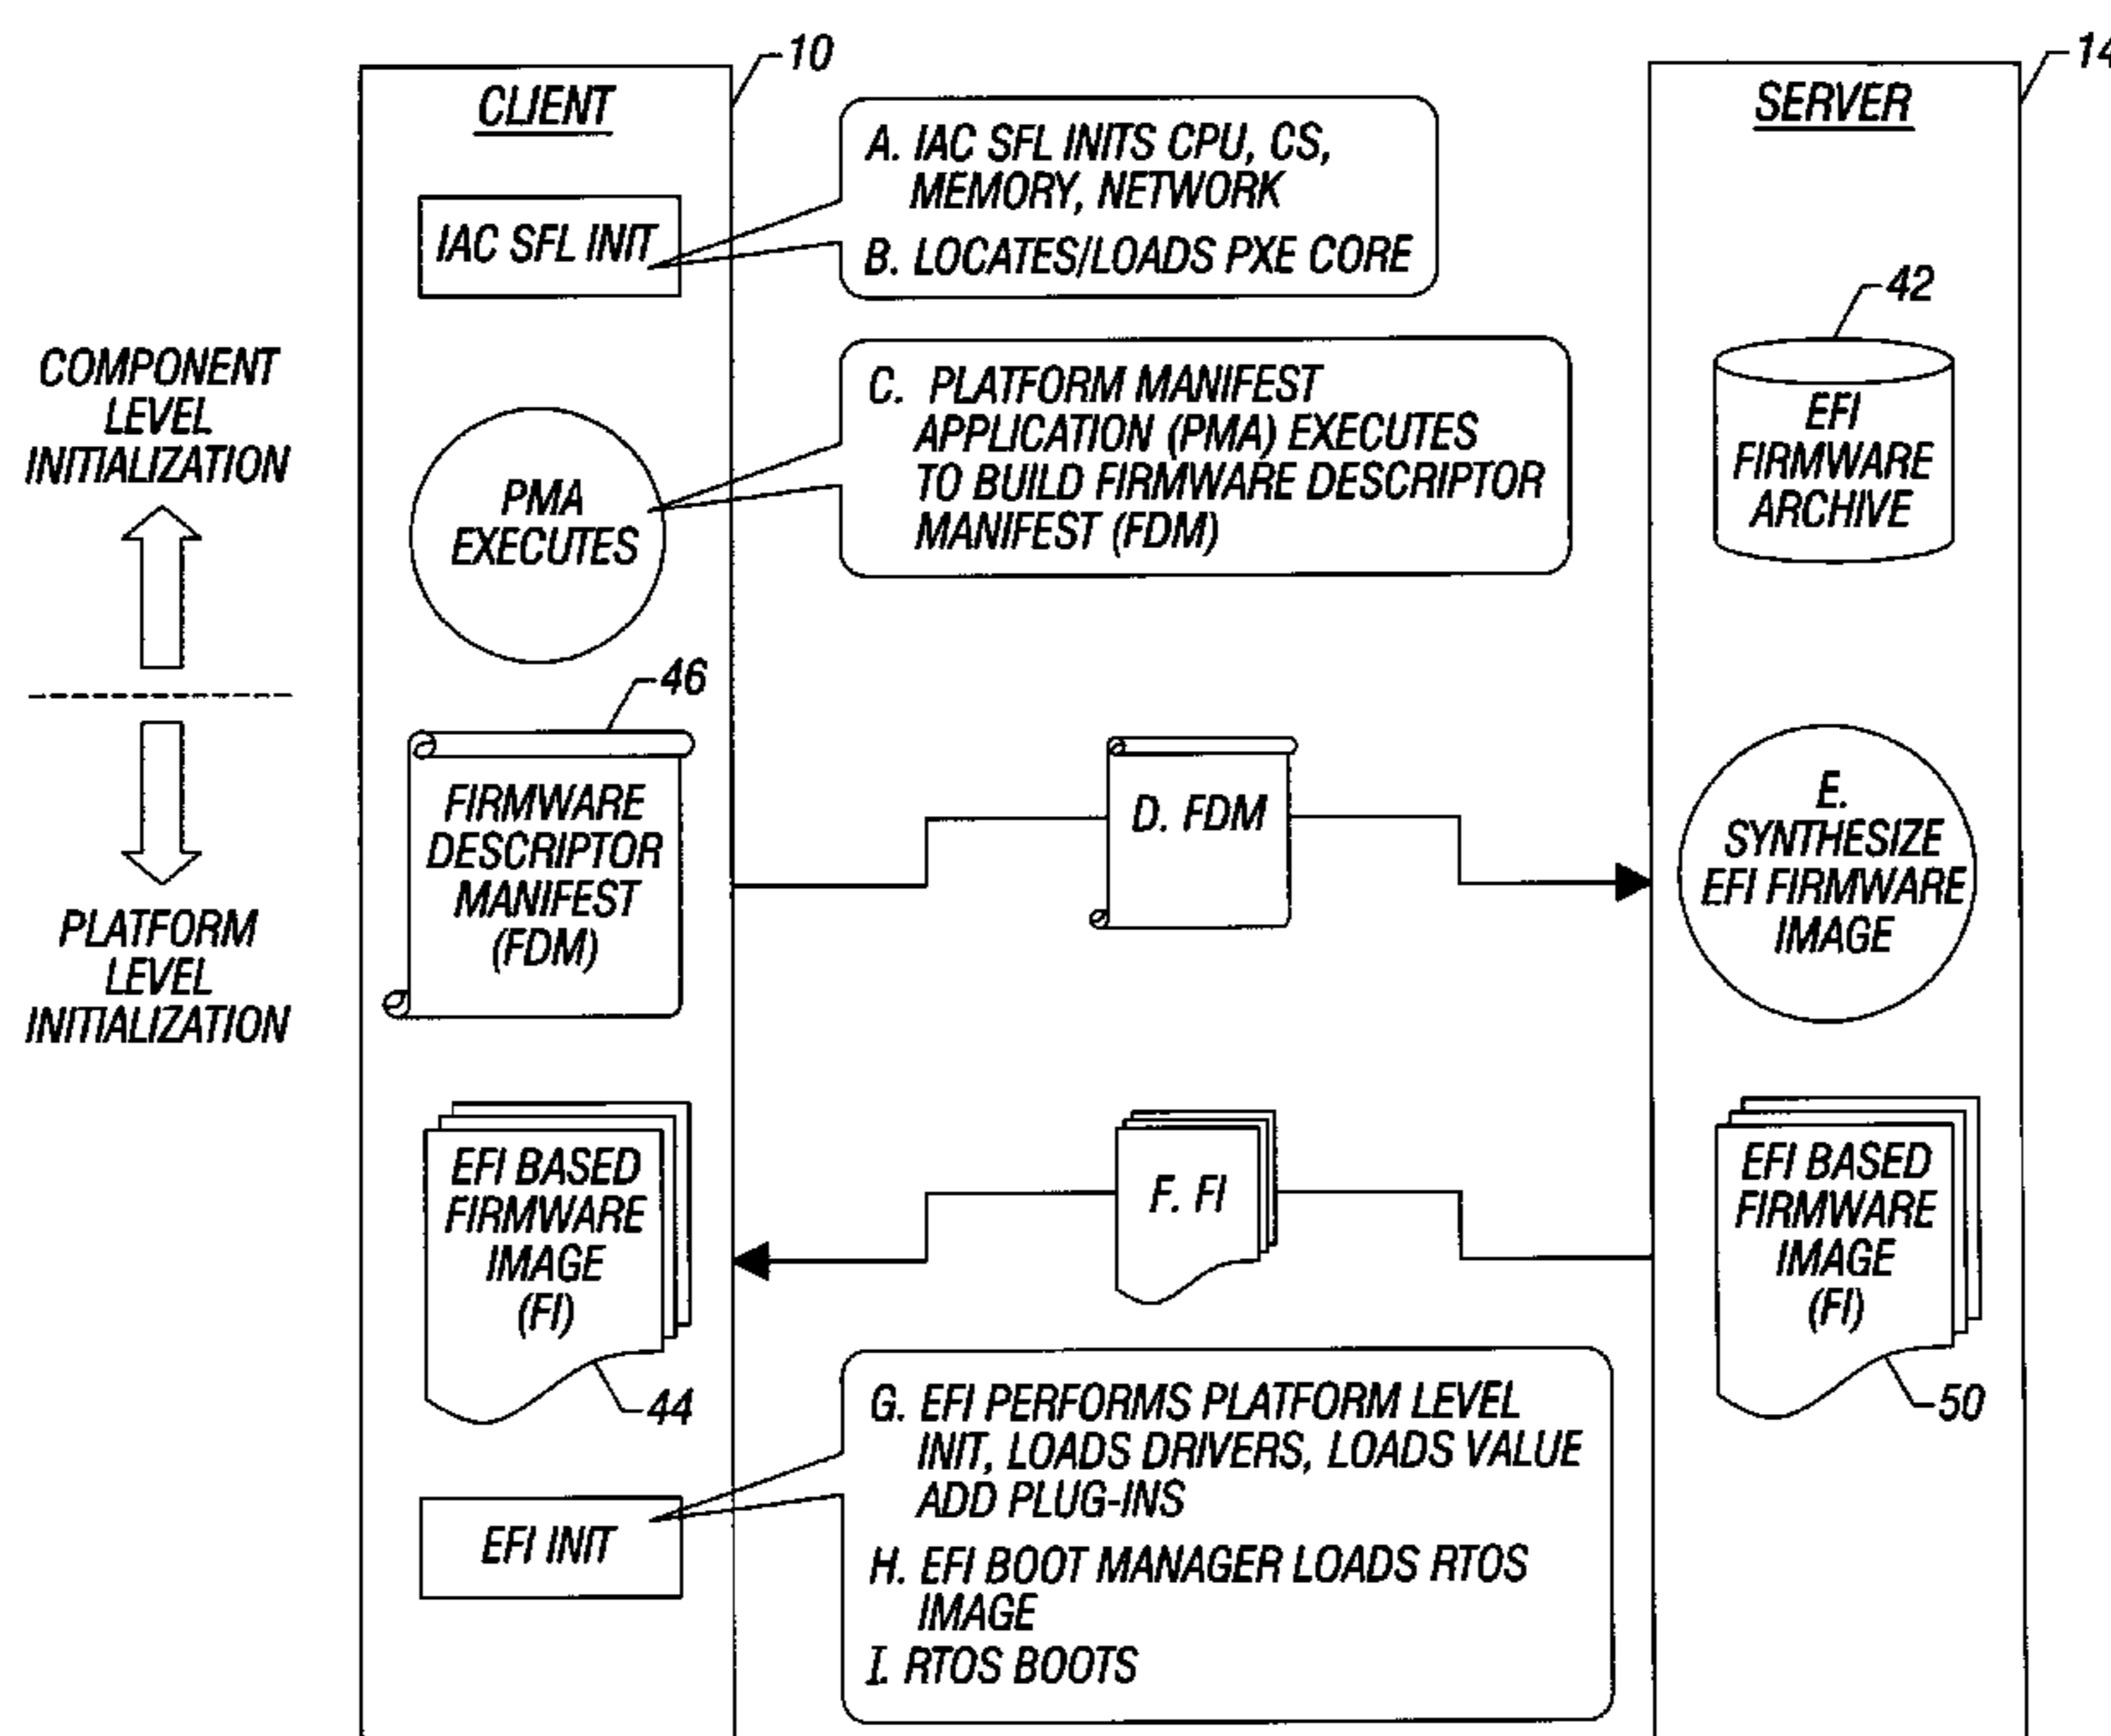 10
14
CLIENT
SERVER
A. IAC SFL INITS CPU, CS,
MEMORY, NETWORK
B. LOCATES/LOADS PXE CORE
IAC SFL INIT
42
COMPONENT
LEVEL
INITIALIZATION
C. PLATFORM MANIFEST
APPLICATION (PMA) EXECUTES
TO BUILD FIRMWARE DESCRIPTOR
MANIFEST (FDM)
PMA
EXECUTES
EFI
FIRMWARE
ARCHIVE
46
FIRMWARE
DESCRIPTOR
MANIFEST
(FDM)
D. FDM
E.
SYNTHESIZE
EFI FIRMWARE
IMAGE
PLATFORM
LEVEL
INITIALIZATION
EFI BASED
FIRMWARE
IMAGE
(FI)
44
F. FI
EFI BASED
FIRMWARE
IMAGE
(FI)
50
G. EFI PERFORMS PLATFORM LEVEL
INIT, LOADS DRIVERS, LOADS VALUE
ADD PLUG-INS
H. EFI BOOT MANAGER LOADS RTOS
IMAGE
I. RTOS BOOTS
EFI INIT